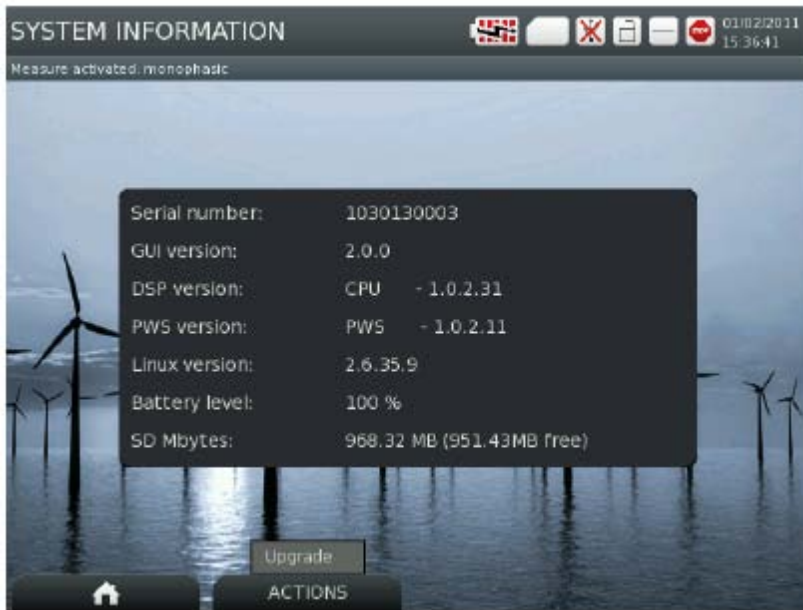 SYSTEM INFORMATION
01/02/2011
15:36:41
Measure activated. monophasic
Serial number: 1030130003
GUI version: 2.0.0
DSP version: CPU - 1.0.2.31
PWS version: PWS - 1.0.2.11
Linux version: 2.6.35.9
Battery level: 100 %
SD Mbytes: 968.32 MB (951.43MB free)
Upgrade
ACTIONS